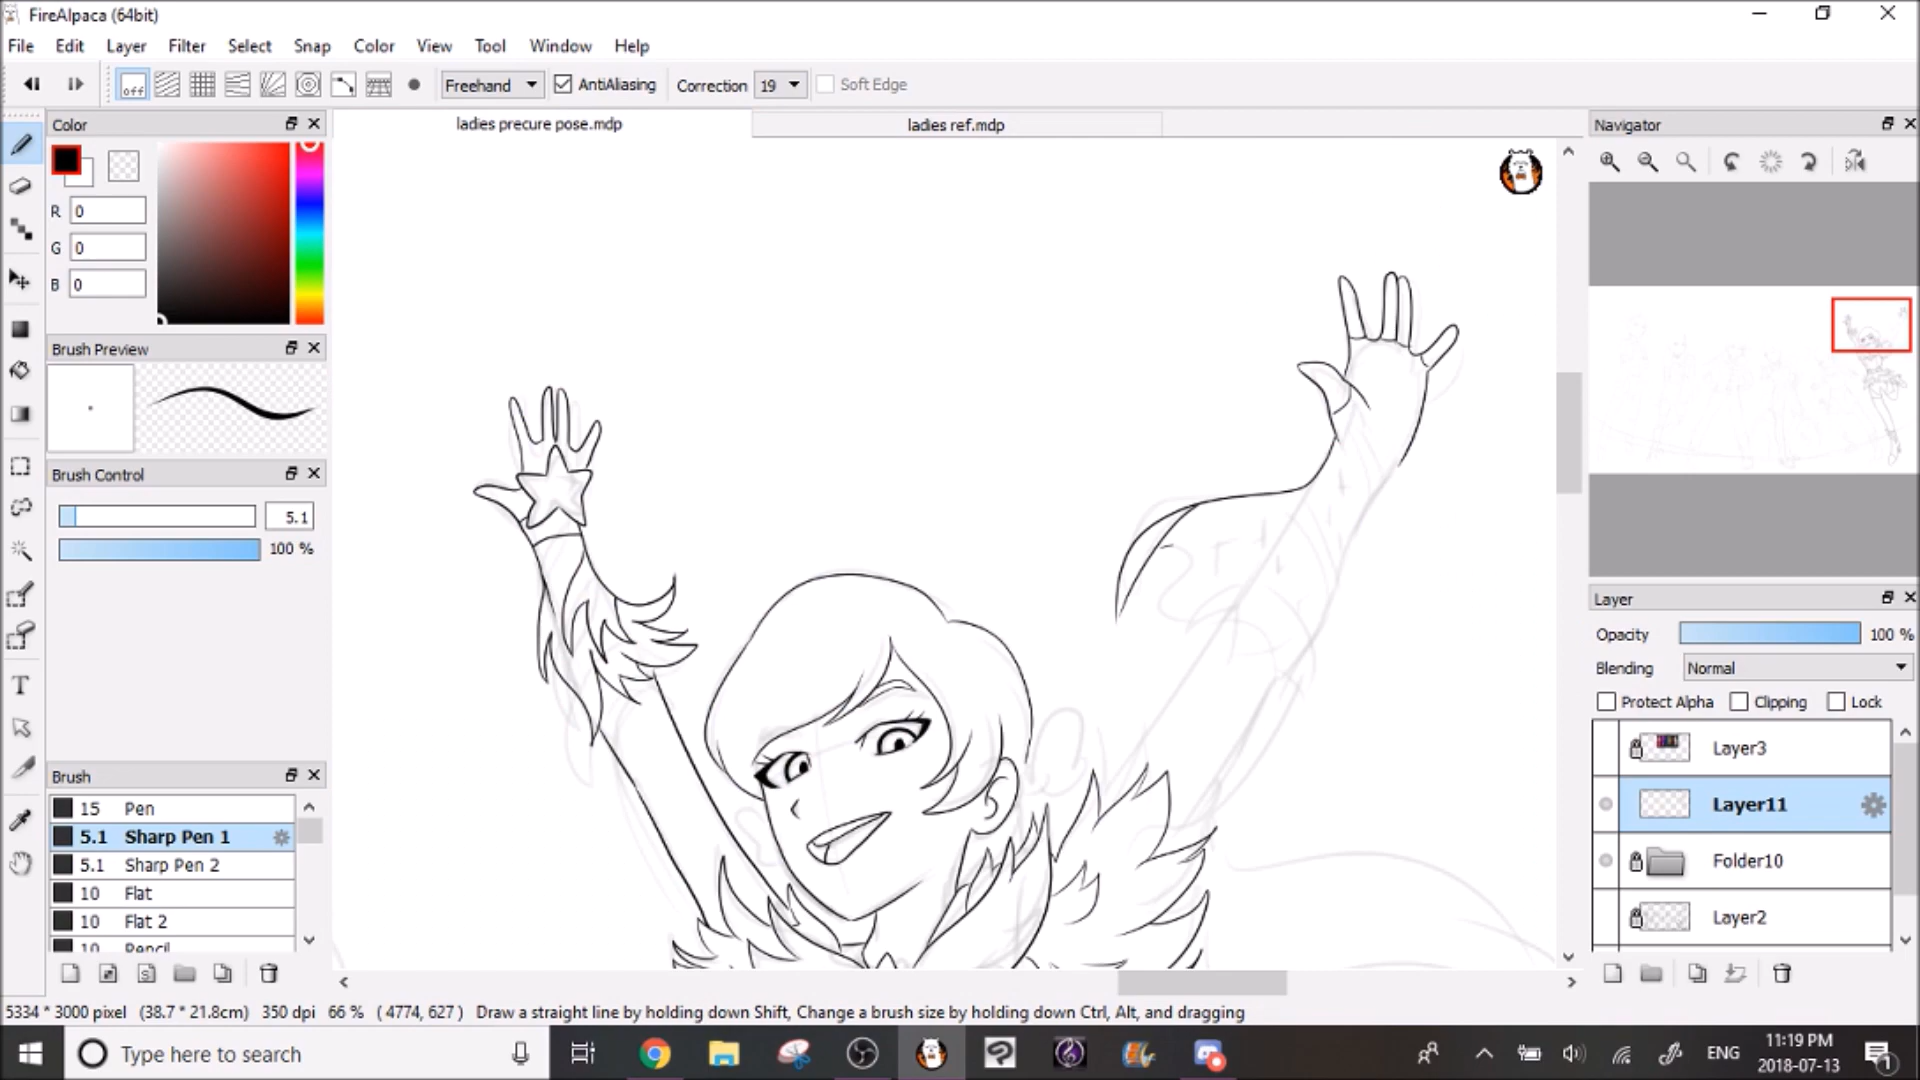 FireAlpaca (64bit)
File Edit Layer Filter Select Snap Color View Tool Window Help
off Freehand AntiAliasing Correction 19 Soft Edge
Color
ladies precure pose.mdp
ladies ref.mdp
Navigator
R 0
G 0
B 0
Brush Preview
Brush Control
5.1
100 %
Brush
15 Pen
5.1 Sharp Pen 1
5.1 Sharp Pen 2
10 Flat
10 Flat 2
10 Pencil
Layer
Opacity 100 %
Blending Normal
Protect Alpha Clipping Lock
Layer3
Layer11
Folder10
Layer2
5334 * 3000 pixel (38.7 * 21.8cm) 350 dpi 66 % ( 4774, 627 ) Draw a straight line by holding down Shift, Change a brush size by holding down Ctrl, Alt, and dragging
Type here to search
ENG
11:19 PM
2018-07-13
1